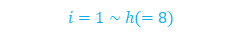 i = 1 ~ h(= 8)